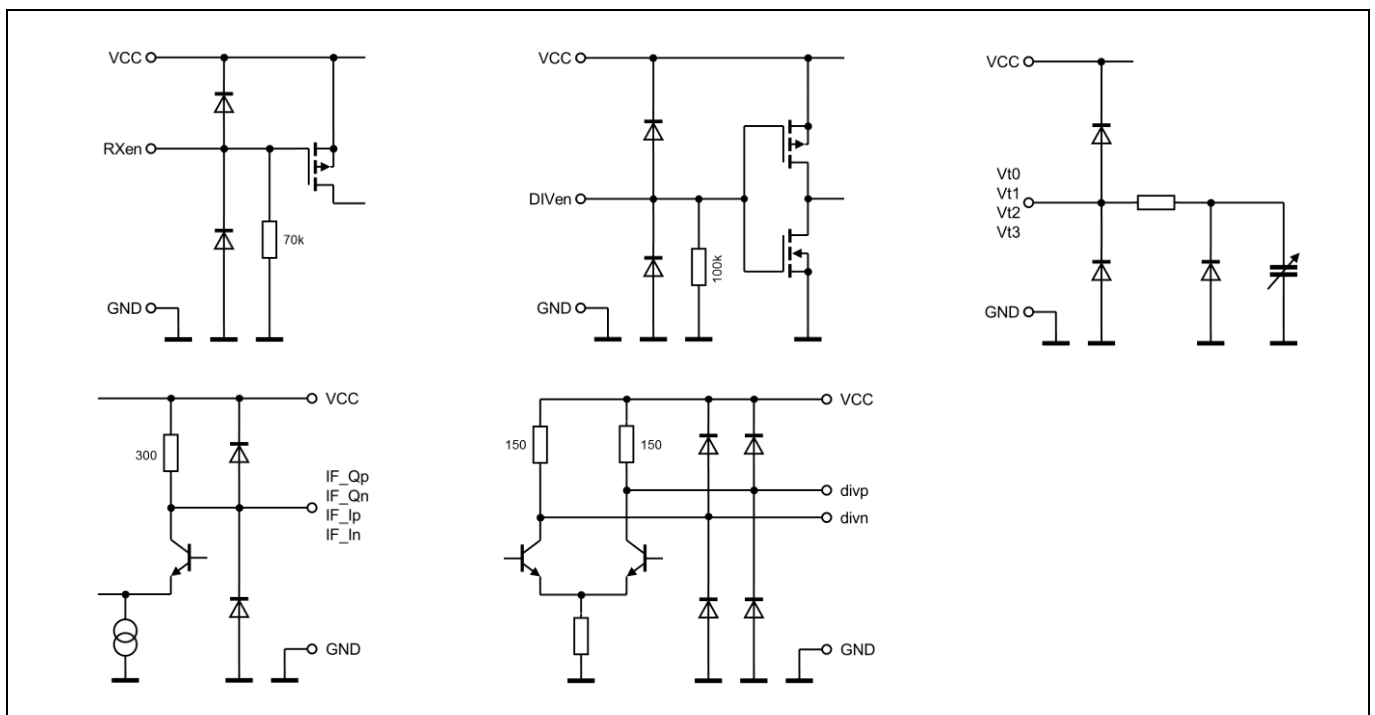 VCC
RXen
70k
GND
VCC
DIVen
100k
GND
VCC
Vt0
Vt1
Vt2
Vt3
GND
VCC
300
IF_Qp
IF_Qn
IF_Ip
IF_In
GND
VCC
150
150
divp
divn
GND